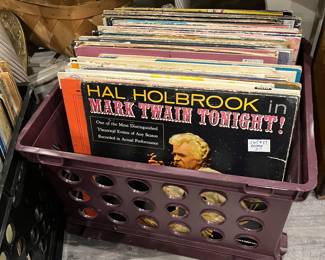 HAL HOLBROOK in
MARK TWAIN TONIGHT!
One of the Most Distinguished
Theatrical Events of Any Season
Recorded in Actual Performance